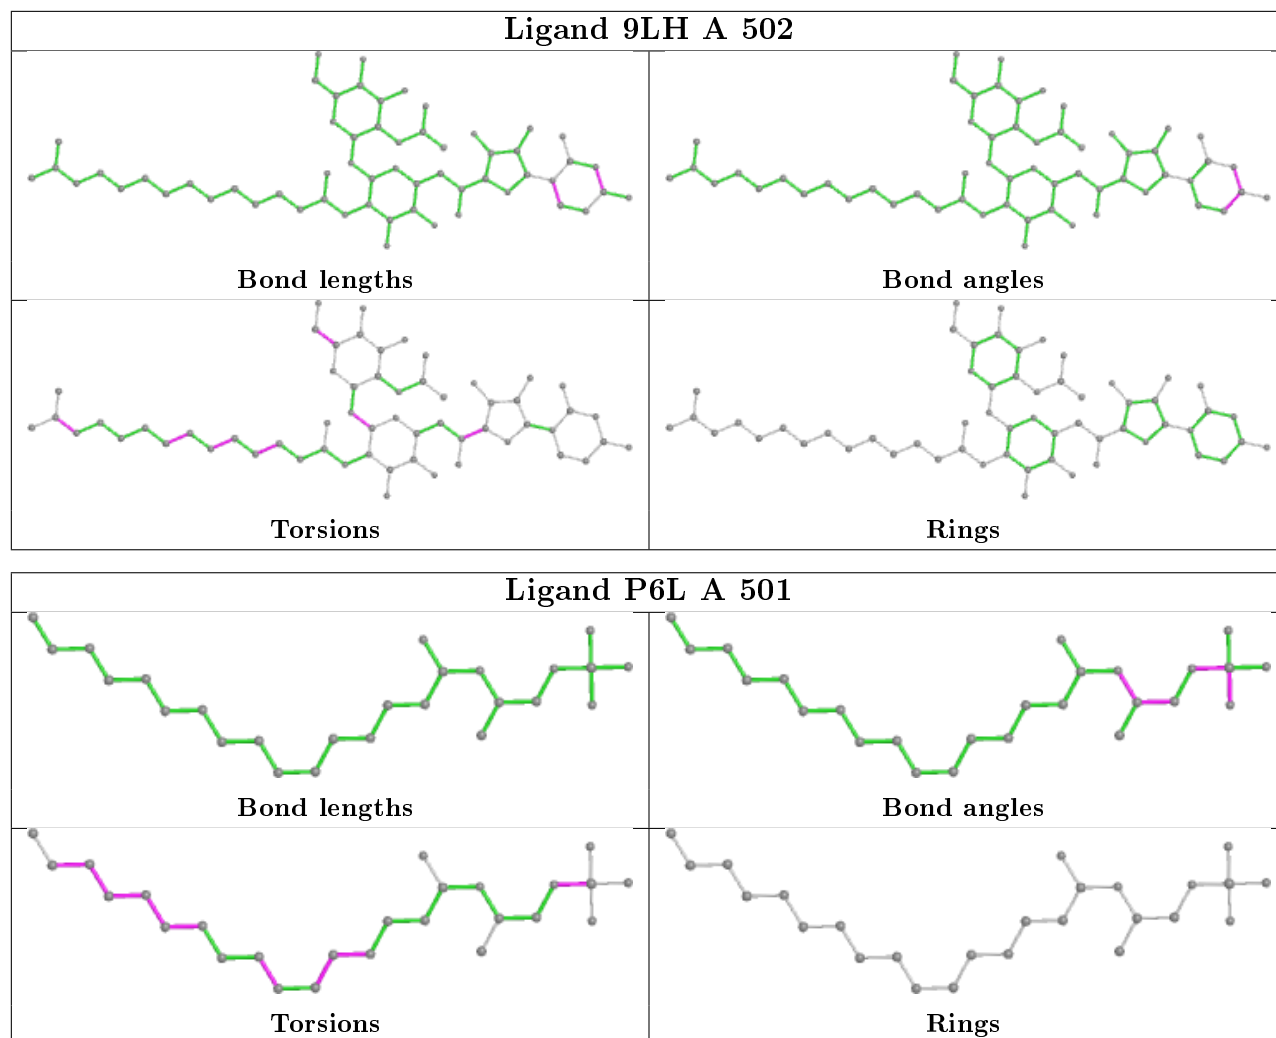 Ligand 9LH A 502
Bond lengths
Bond angles
Torsions
Rings
Ligand P6L A 501
Bond lengths
Bond angles
Torsions
Rings